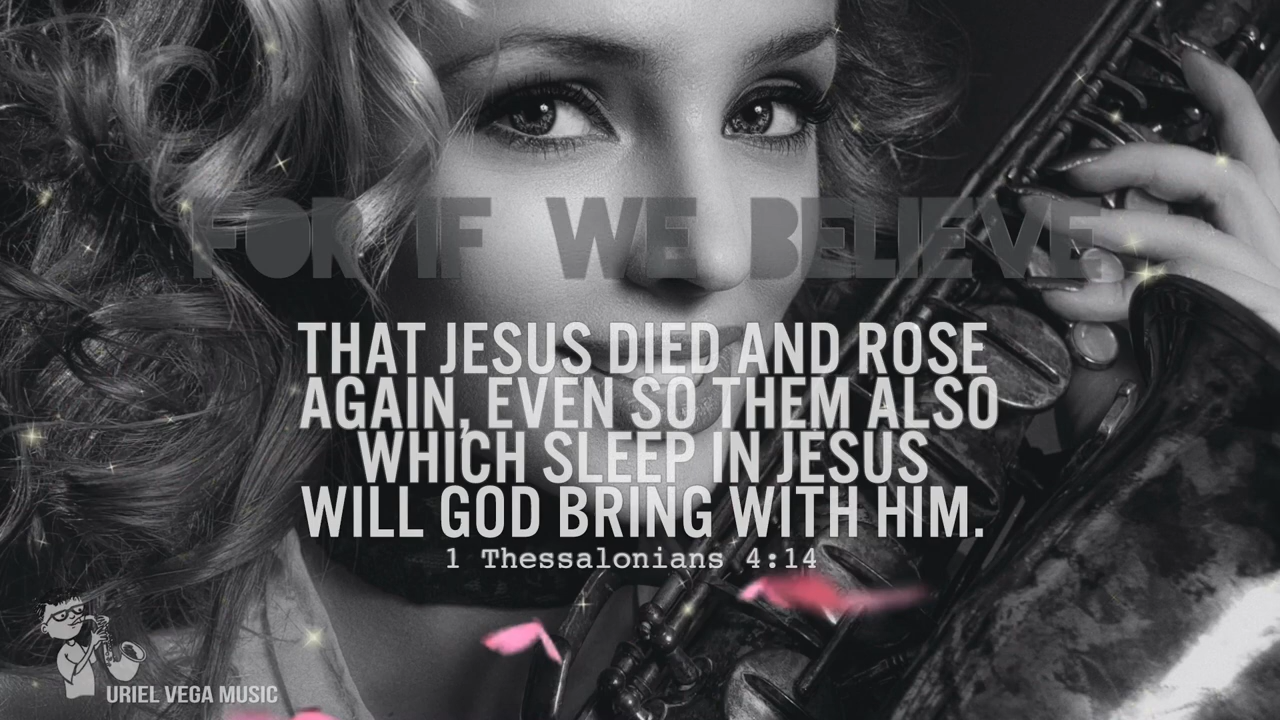 FOR IF WE BELIEVE
THAT JESUS DIED AND ROSE
AGAIN, EVEN SO THEM ALSO
WHICH SLEEP IN JESUS
WILL GOD BRING WITH HIM.
1 Thessalonians 4:14
URIEL VEGA MUSIC